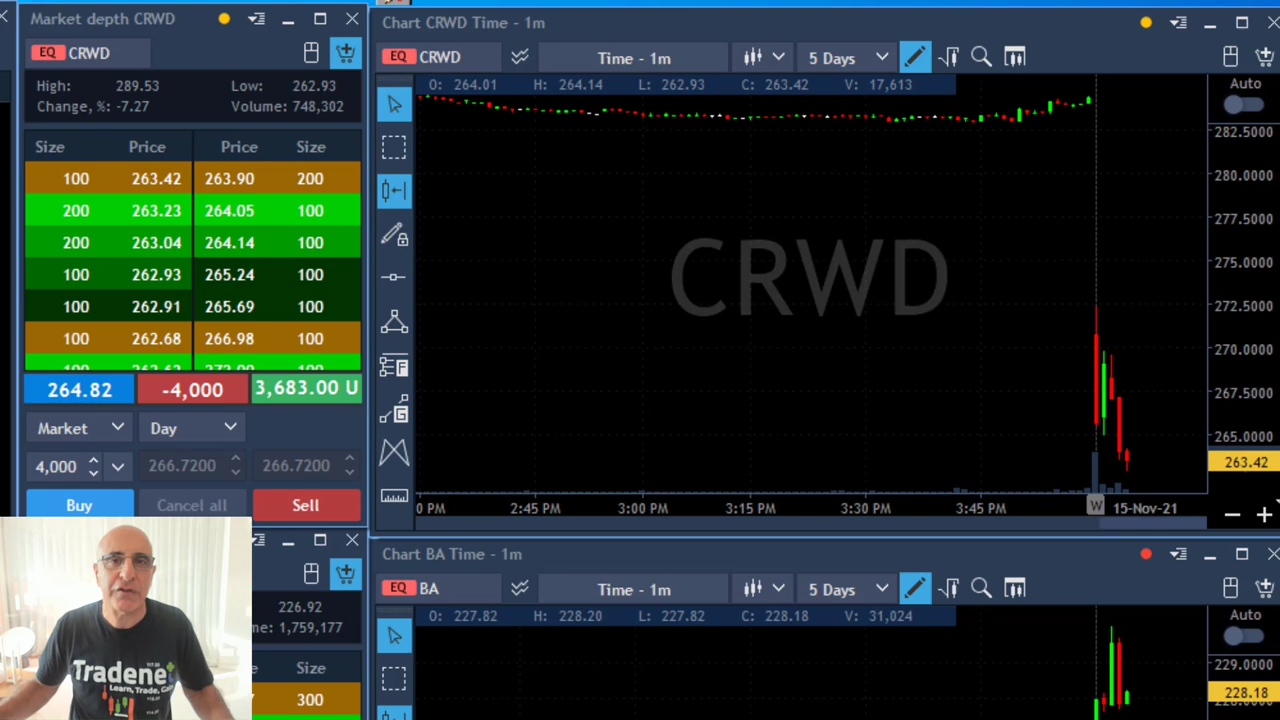 Market depth CRWD
EQ CRWD
High: 289.53 Low: 262.93
Change, %: -7.27 Volume: 748,302
Size Price Price Size
100 263.42 263.90 200
200 263.23 264.05 100
200 263.04 264.14 100
100 262.93 265.24 100
100 262.91 265.69 100
100 262.68 266.98 100
264.82 -4,000 3,683.00 U
Market Day
4,000 266.7200 266.7200
Buy Cancel all Sell
226.92
me: 1,759,177
Size
300
Tradenet
Learn, Trade,
Chart CRWD Time - 1m
EQ CRWD Time - 1m 5 Days
O: 264.01 H: 264.14 L: 262.93 C: 263.42 V: 17,613
Auto
282.5000
280.0000
277.5000
275.0000
272.5000
270.0000
267.5000
265.0000
263.42
CRWD
F
G
W
0 PM 2:45 PM 3:00 PM 3:15 PM 3:30 PM 3:45 PM 15-Nov-21
Chart BA Time - 1m
EQ BA Time - 1m 5 Days
O: 227.82 H: 228.20 L: 227.82 C: 228.18 V: 31,024
Auto
229.0000
228.18